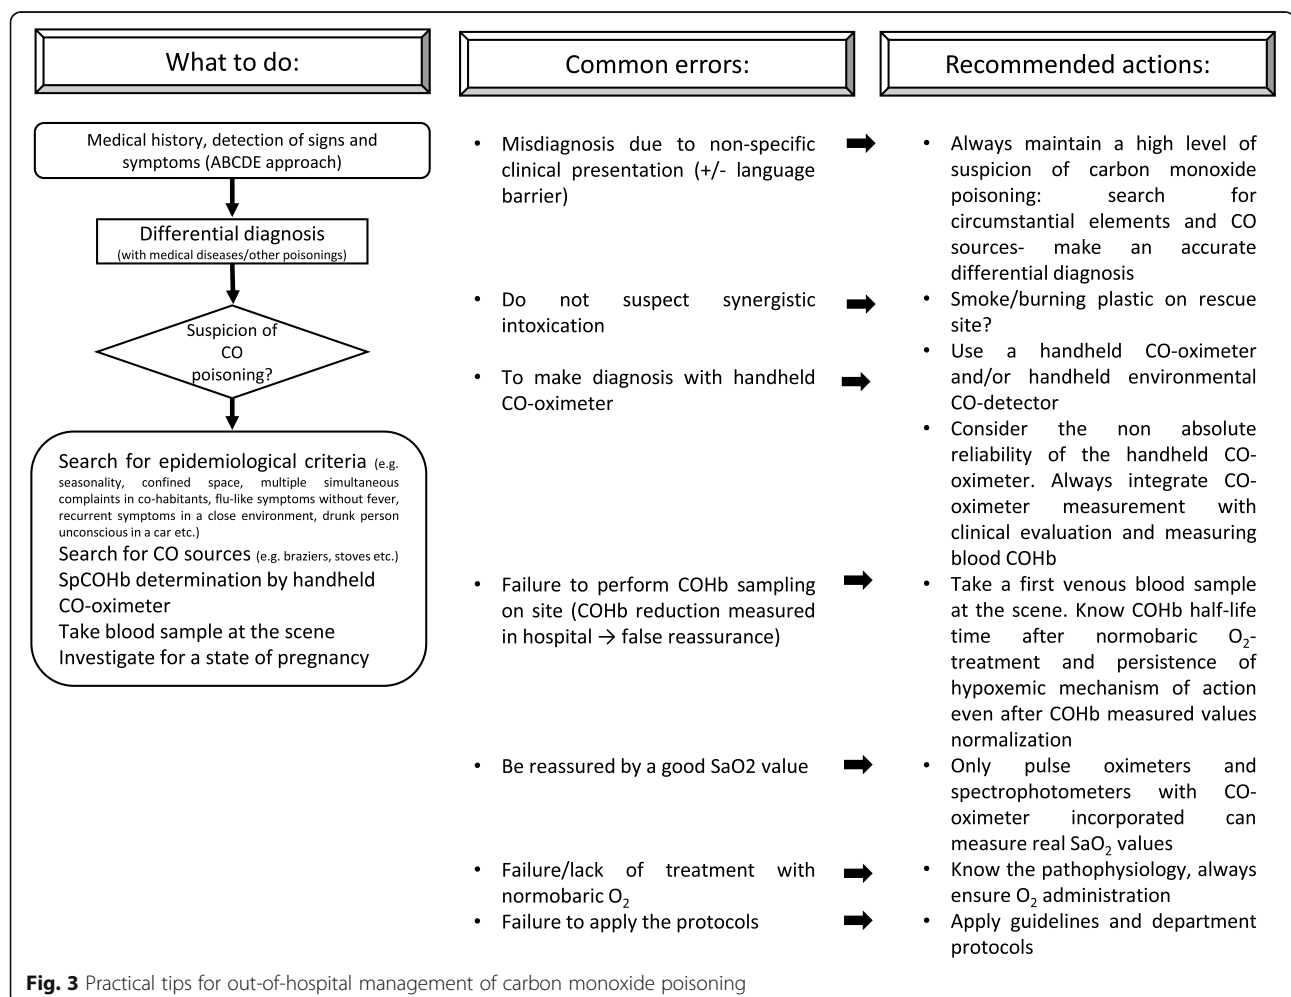 What to do:
Medical history, detection of signs and
symptoms (ABCDE approach)
Differential diagnosis
(with medical diseases/other poisonings)
Suspicion of
CO
poisoning?
Search for epidemiological criteria (e.g.
seasonality, confined space, multiple simultaneous
complaints in co-habitants, flu-like symptoms without fever,
recurrent symptoms in a close environment, drunk person
unconscious in a car etc.)
Search for CO sources (e.g. braziers, stoves etc.)
SpCOHb determination by handheld
CO-oximeter
Take blood sample at the scene
Investigate for a state of pregnancy
Common errors:
• Misdiagnosis due to non-specific
clinical presentation (+/- language
barrier)
• Do not suspect synergistic
intoxication
• To make diagnosis with handheld
CO-oximeter
• Failure to perform COHb sampling
on site (COHb reduction measured
in hospital → false reassurance)
• Be reassured by a good SaO2 value
• Failure/lack of treatment with
normobaric O2
• Failure to apply the protocols
Recommended actions:
• Always maintain a high level of
suspicion of carbon monoxide
poisoning: search for
circumstantial elements and CO
sources- make an accurate
differential diagnosis
• Smoke/burning plastic on rescue
site?
• Use a handheld CO-oximeter
and/or handheld environmental
CO-detector
• Consider the non absolute
reliability of the handheld CO-
oximeter. Always integrate CO-
oximeter measurement with
clinical evaluation and measuring
blood COHb
• Take a first venous blood sample
at the scene. Know COHb half-life
time after normobaric O2-
treatment and persistence of
hypoxemic mechanism of action
even after COHb measured values
normalization
• Only pulse oximeters and
spectrophotometers with CO-
oximeter incorporated can
measure real SaO2 values
• Know the pathophysiology, always
ensure O2 administration
• Apply guidelines and department
protocols
Fig. 3 Practical tips for out-of-hospital management of carbon monoxide poisoning